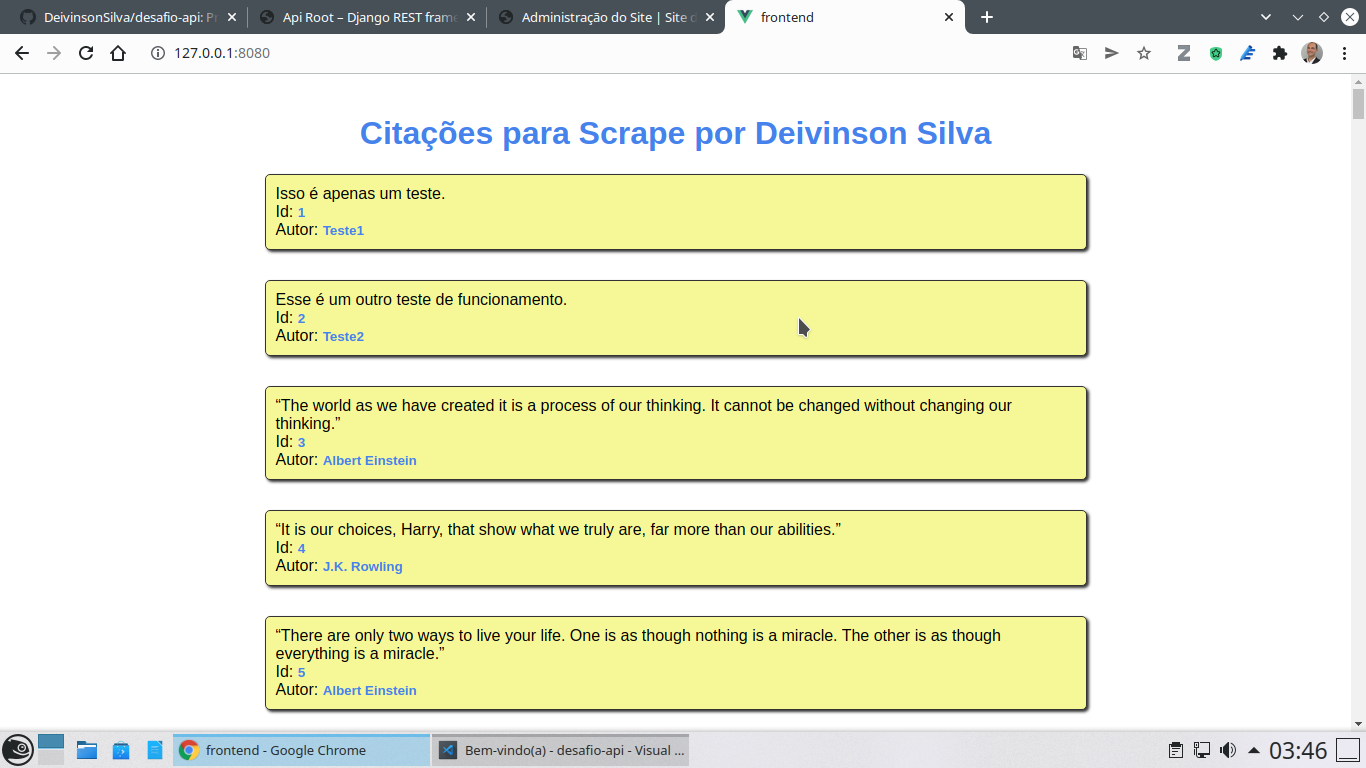 DeivinsonSilva/desafio-api: Pr
Api Root – Django REST frame
Administração do Site | Site d
frontend
127.0.0.1:8080
Citações para Scrape por Deivinson Silva
Isso é apenas um teste.
Id: 1
Autor: Teste1
Esse é um outro teste de funcionamento.
Id: 2
Autor: Teste2
“The world as we have created it is a process of our thinking. It cannot be changed without changing our
thinking.”
Id: 3
Autor: Albert Einstein
“It is our choices, Harry, that show what we truly are, far more than our abilities.”
Id: 4
Autor: J.K. Rowling
“There are only two ways to live your life. One is as though nothing is a miracle. The other is as though
everything is a miracle.”
Id: 5
Autor: Albert Einstein
frontend - Google Chrome
Bem-vindo(a) - desafio-api - Visual ...
03:46